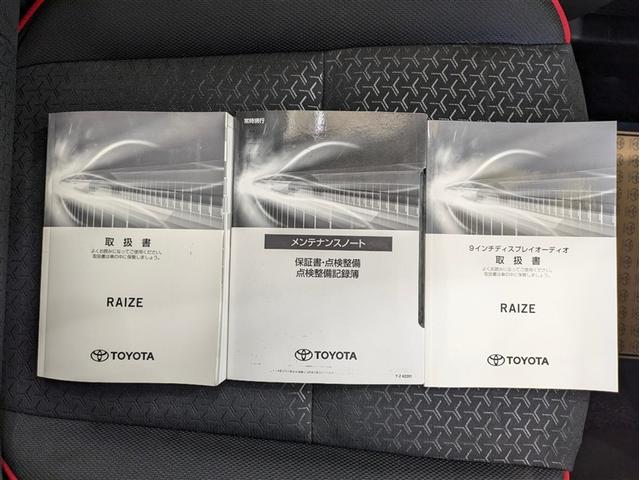 取扱書
よくお読みになってご使用ください。
取扱書は車の中に保管しましょう。
RAIZE
TOYOTA
常時携行
メンテナンスノート
保証書・点検整備
点検整備記録簿
TOYOTA
9インチディスプレイオーディオ
取扱書
よくお読みになってご使用ください。
取扱書は車の中に保管しましょう。
RAIZE
TOYOTA